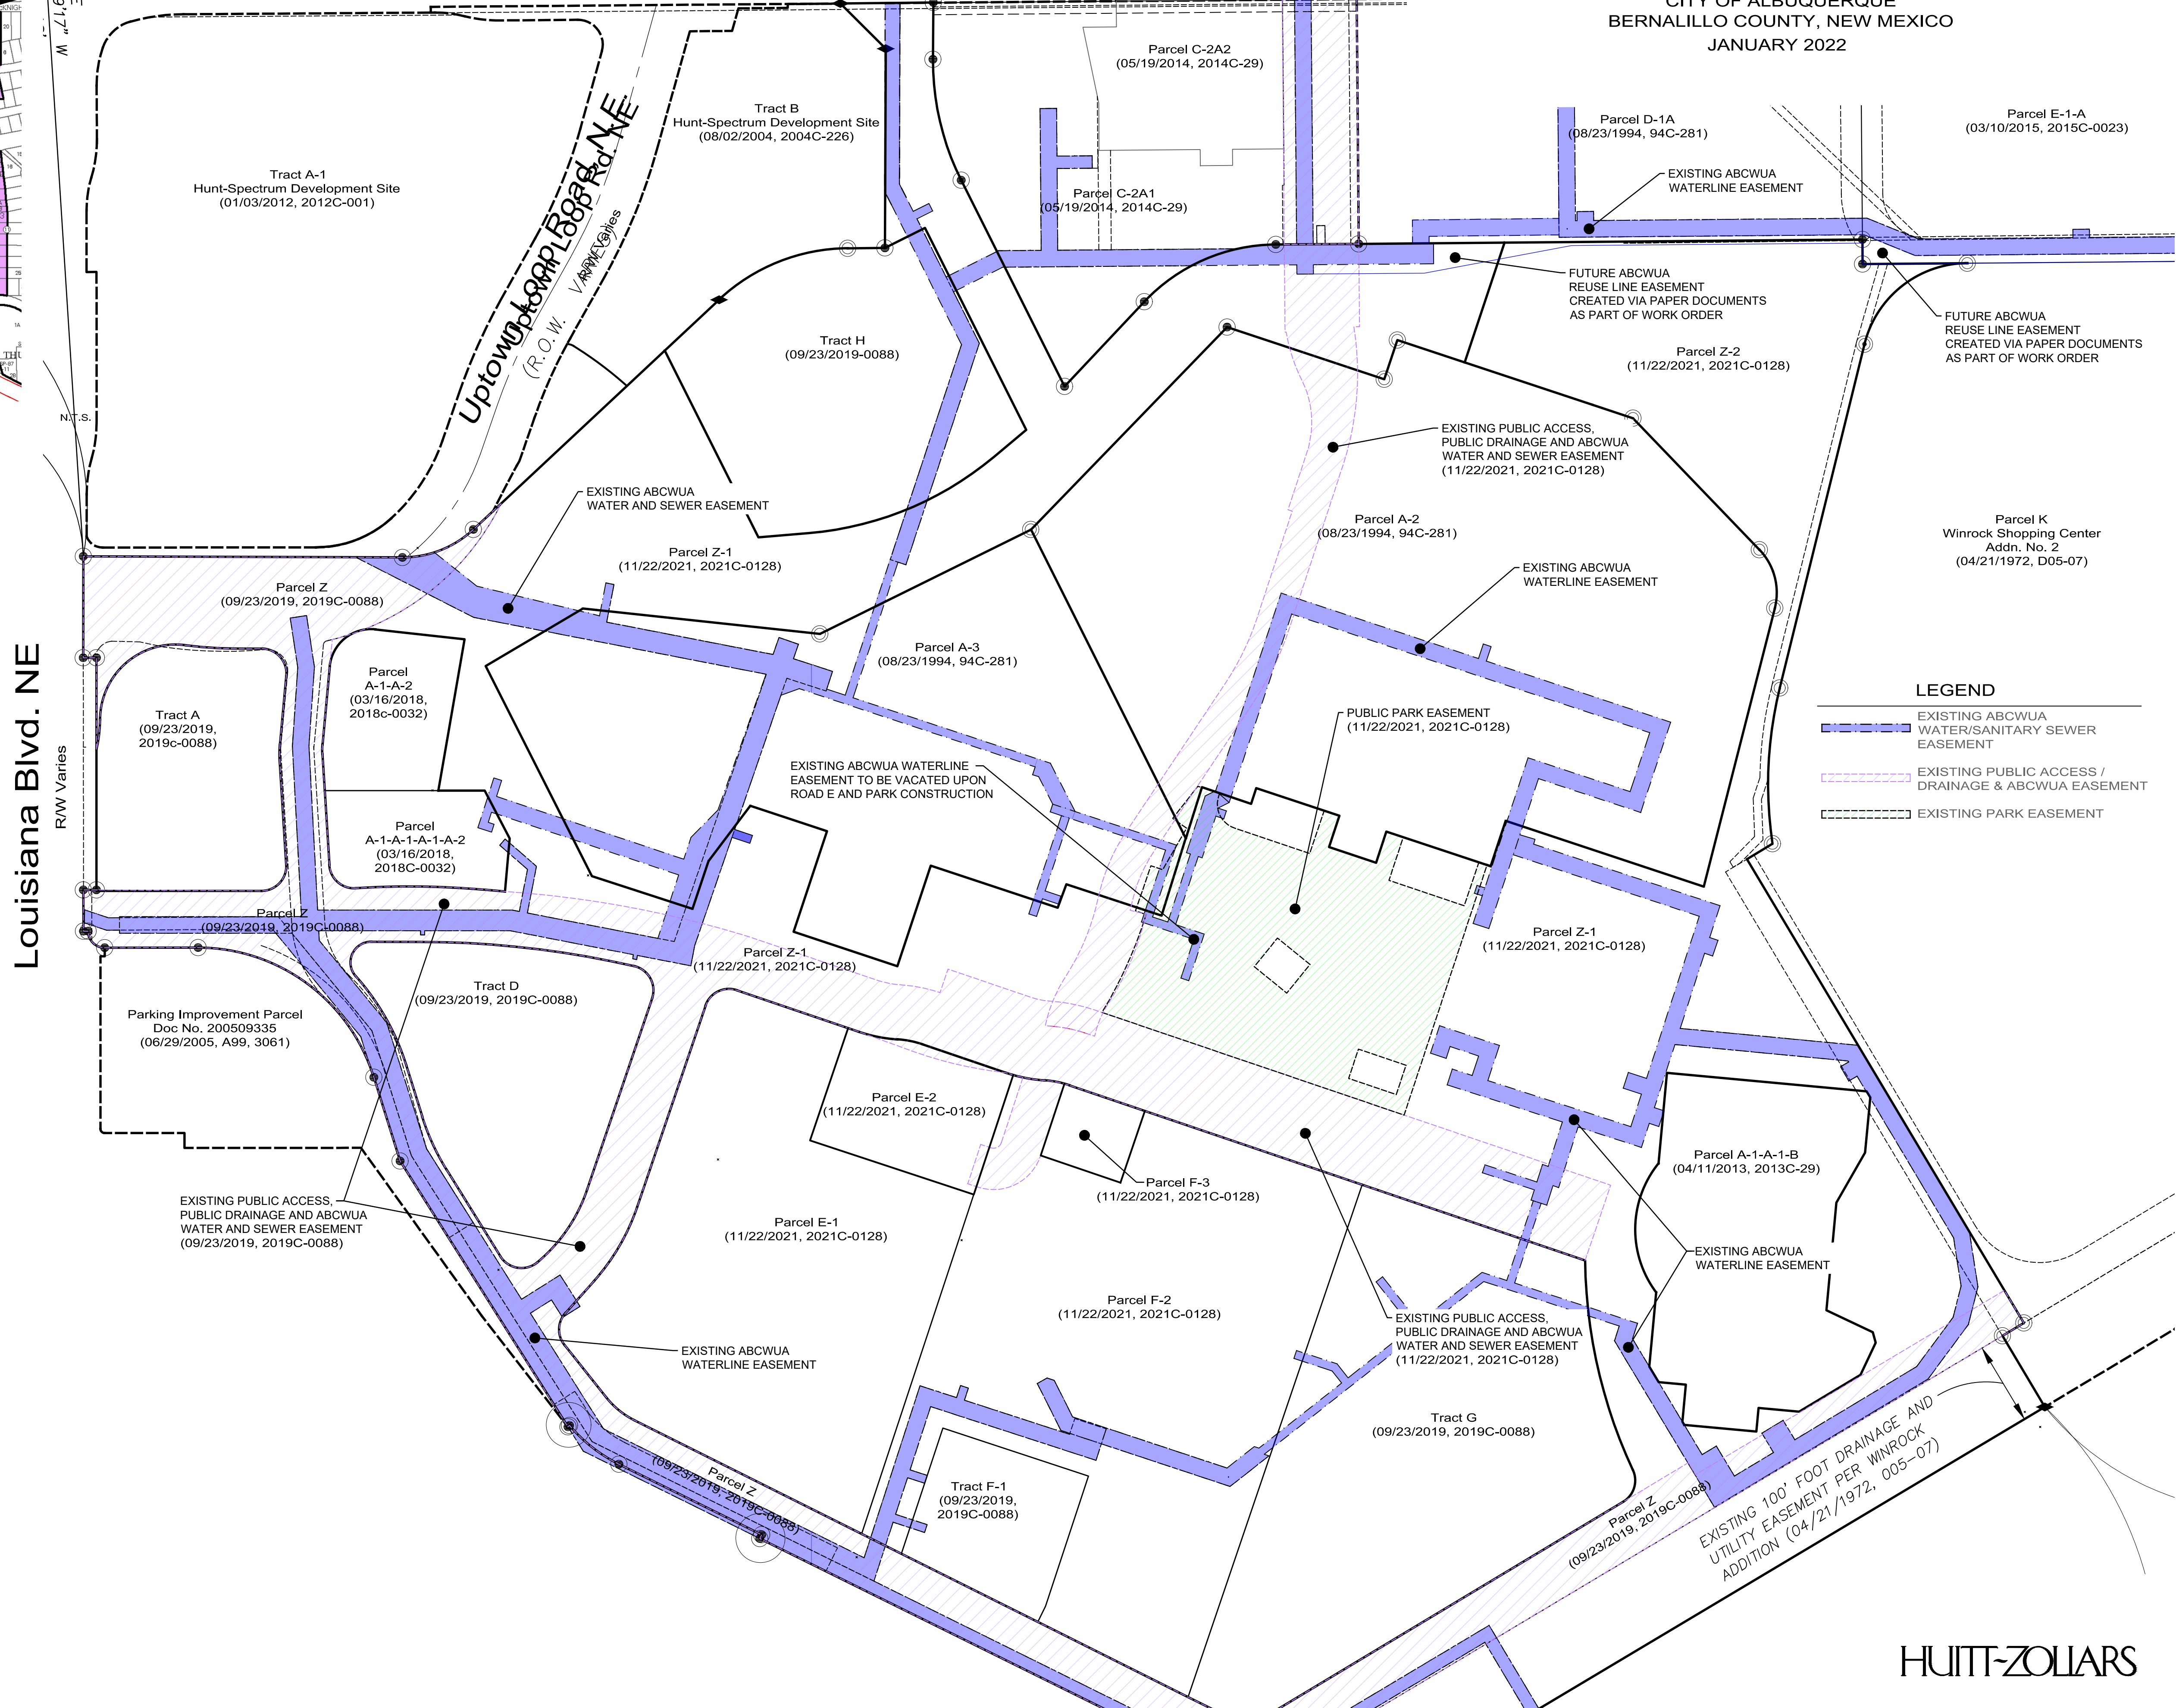 CITY OF ALBUQUERQUE
BERNALILLO COUNTY, NEW MEXICO
JANUARY 2022
Parcel C-2A2
(05/19/2014, 2014C-29)
Tract B
Hunt-Spectrum Development Site
(08/02/2004, 2004C-226)
Parcel D-1A
(08/23/1994, 94C-281)
Parcel E-1-A
(03/10/2015, 2015C-0023)
Tract A-1
Hunt-Spectrum Development Site
(01/03/2012, 2012C-001)
EXISTING ABCWUA
WATERLINE EASEMENT
Parcel C-2A1
(05/19/2014, 2014C-29)
Uptown Loop Road, N.E.
Uptown Loop Rd. NE
(R.O.W. VARIES)
R/W Varies
FUTURE ABCWUA
REUSE LINE EASEMENT
CREATED VIA PAPER DOCUMENTS
AS PART OF WORK ORDER
FUTURE ABCWUA
REUSE LINE EASEMENT
CREATED VIA PAPER DOCUMENTS
AS PART OF WORK ORDER
Tract H
(09/23/2019-0088)
Parcel Z-2
(11/22/2021, 2021C-0128)
N.T.S.
EXISTING PUBLIC ACCESS,
PUBLIC DRAINAGE AND ABCWUA
WATER AND SEWER EASEMENT
(11/22/2021, 2021C-0128)
EXISTING ABCWUA
WATER AND SEWER EASEMENT
Parcel A-2
(08/23/1994, 94C-281)
Parcel K
Winrock Shopping Center
Addn. No. 2
(04/21/1972, D05-07)
Parcel Z-1
(11/22/2021, 2021C-0128)
EXISTING ABCWUA
WATERLINE EASEMENT
Parcel Z
(09/23/2019, 2019C-0088)
Parcel A-3
(08/23/1994, 94C-281)
Louisiana Blvd. NE
R/W Varies
Parcel
A-1-A-2
(03/16/2018,
2018c-0032)
Tract A
(09/23/2019,
2019c-0088)
LEGEND
EXISTING ABCWUA
WATER/SANITARY SEWER
EASEMENT
EXISTING PUBLIC ACCESS /
DRAINAGE & ABCWUA EASEMENT
EXISTING PARK EASEMENT
PUBLIC PARK EASEMENT
(11/22/2021, 2021C-0128)
EXISTING ABCWUA WATERLINE
EASEMENT TO BE VACATED UPON
ROAD E AND PARK CONSTRUCTION
Parcel
A-1-A-1-A-1-A-2
(03/16/2018,
2018C-0032)
Parcel Z
(09/23/2019, 2019C-0088)
Parcel Z-1
(11/22/2021, 2021C-0128)
Parcel Z-1
(11/22/2021, 2021C-0128)
Tract D
(09/23/2019, 2019C-0088)
Parking Improvement Parcel
Doc No. 200509335
(06/29/2005, A99, 3061)
Parcel E-2
(11/22/2021, 2021C-0128)
Parcel F-3
(11/22/2021, 2021C-0128)
Parcel A-1-A-1-B
(04/11/2013, 2013C-29)
EXISTING PUBLIC ACCESS,
PUBLIC DRAINAGE AND ABCWUA
WATER AND SEWER EASEMENT
(09/23/2019, 2019C-0088)
Parcel E-1
(11/22/2021, 2021C-0128)
EXISTING ABCWUA
WATERLINE EASEMENT
Parcel F-2
(11/22/2021, 2021C-0128)
EXISTING PUBLIC ACCESS,
PUBLIC DRAINAGE AND ABCWUA
WATER AND SEWER EASEMENT
(11/22/2021, 2021C-0128)
EXISTING ABCWUA
WATERLINE EASEMENT
Tract G
(09/23/2019, 2019C-0088)
Parcel Z
(09/23/2019, 2019C-0088)
Tract F-1
(09/23/2019,
2019C-0088)
Parcel Z
(09/23/2019, 2019C-0088)
EXISTING 100' FOOT DRAINAGE AND
UTILITY EASEMENT PER WINROCK
ADDITION (04/21/1972, 005-07)
HUITT-ZOLLARS